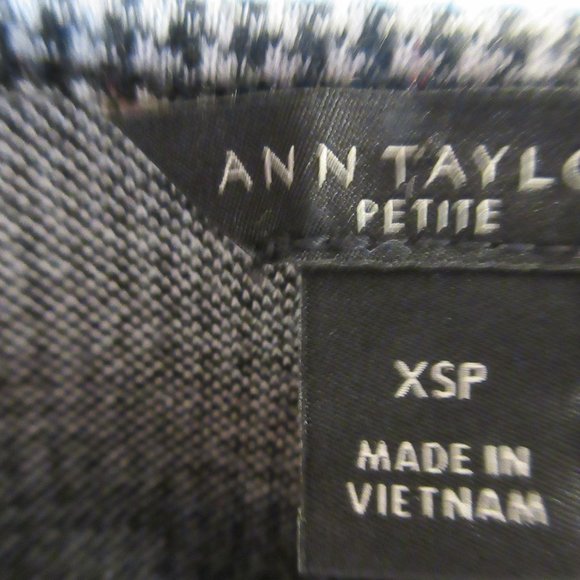 ANN TAYLO
PETITE
XSP
MADE IN
VIETNAM